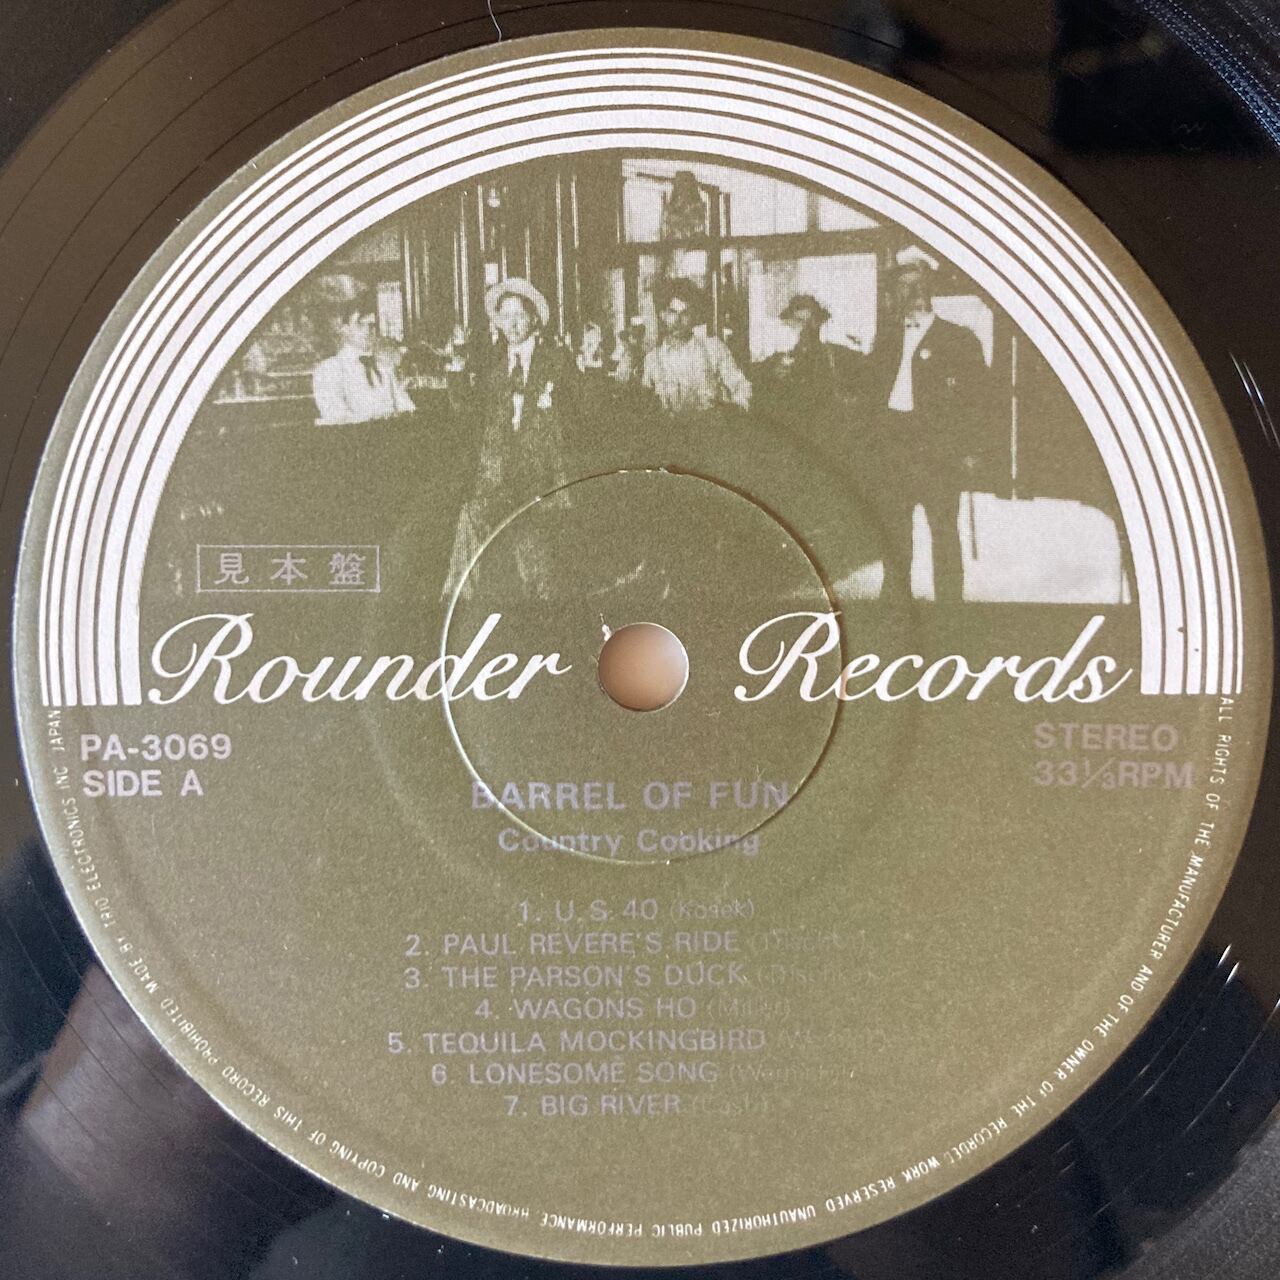 見本盤
Rounder Records
PA-3069
SIDE A
STEREO
33⅓RPM
BARREL OF FUN
Country Cooking
1. U.S. 40 (Kosek)
2. PAUL REVERE'S RIDE
3. THE PARSON'S DUCK
4. WAGONS HO
5. TEQUILA MOCKINGBIRD
6. LONESOME SONG
7. BIG RIVER (Cash)
ALL RIGHTS OF THE MANUFACTURER AND OF THE OWNER OF THE RECORDED WORK RESERVED UNAUTHORIZED PUBLIC PERFORMANCE BROADCASTING AND COPYING OF THIS RECORD PROHIBITED MADE BY TRIO ELECTRONICS INC JAPAN